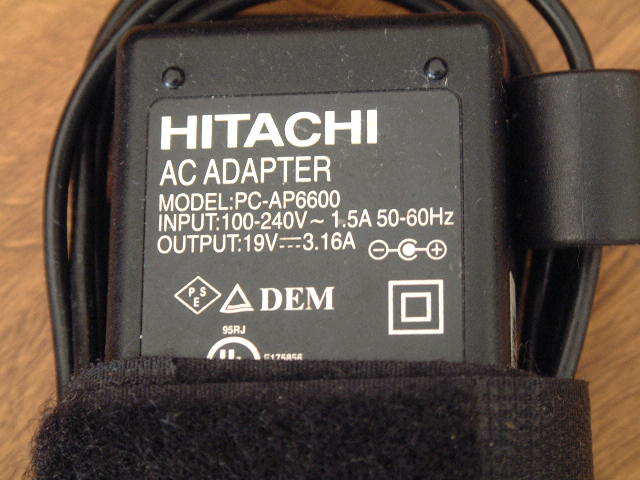 HITACHI
AC ADAPTER
MODEL:PC-AP6600
INPUT:100-240V～ 1.5A 50-60Hz
OUTPUT:19V⎓3.16A
P S E
DEM
95RJ
E175856